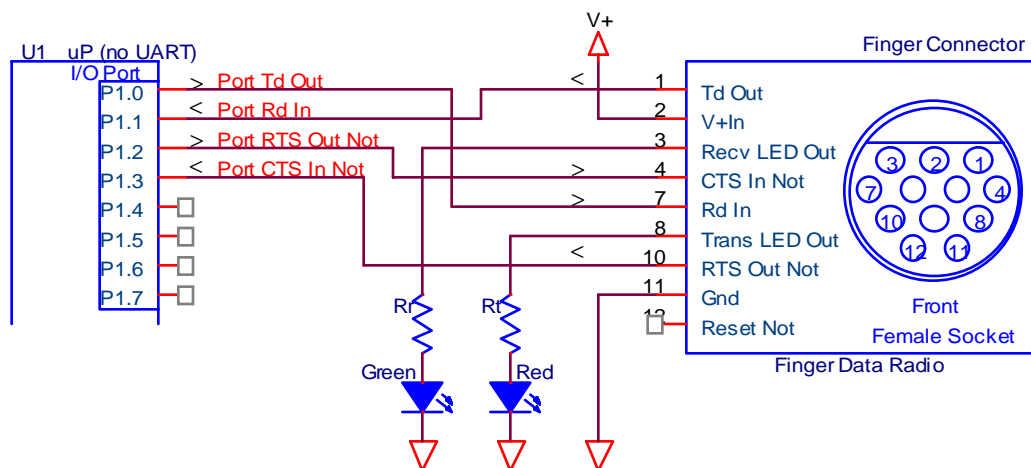 V+
U1 uP (no UART)
Finger Connector
I/O Port
P1.0 > Port Td Out < 1 Td Out
P1.1 < Port Rd In 2 V+In
P1.2 > Port RTS Out Not 3 Recv LED Out
P1.3 < Port CTS In Not > 4 CTS In Not
P1.4 > 7 Rd In
P1.5 8 Trans LED Out
P1.6 < 10 RTS Out Not
P1.7 11 Gnd
12 Reset Not
3 2 1
7 4
10 8
12 11
Front
Female Socket
Rr Rt
Green Red
Finger Data Radio